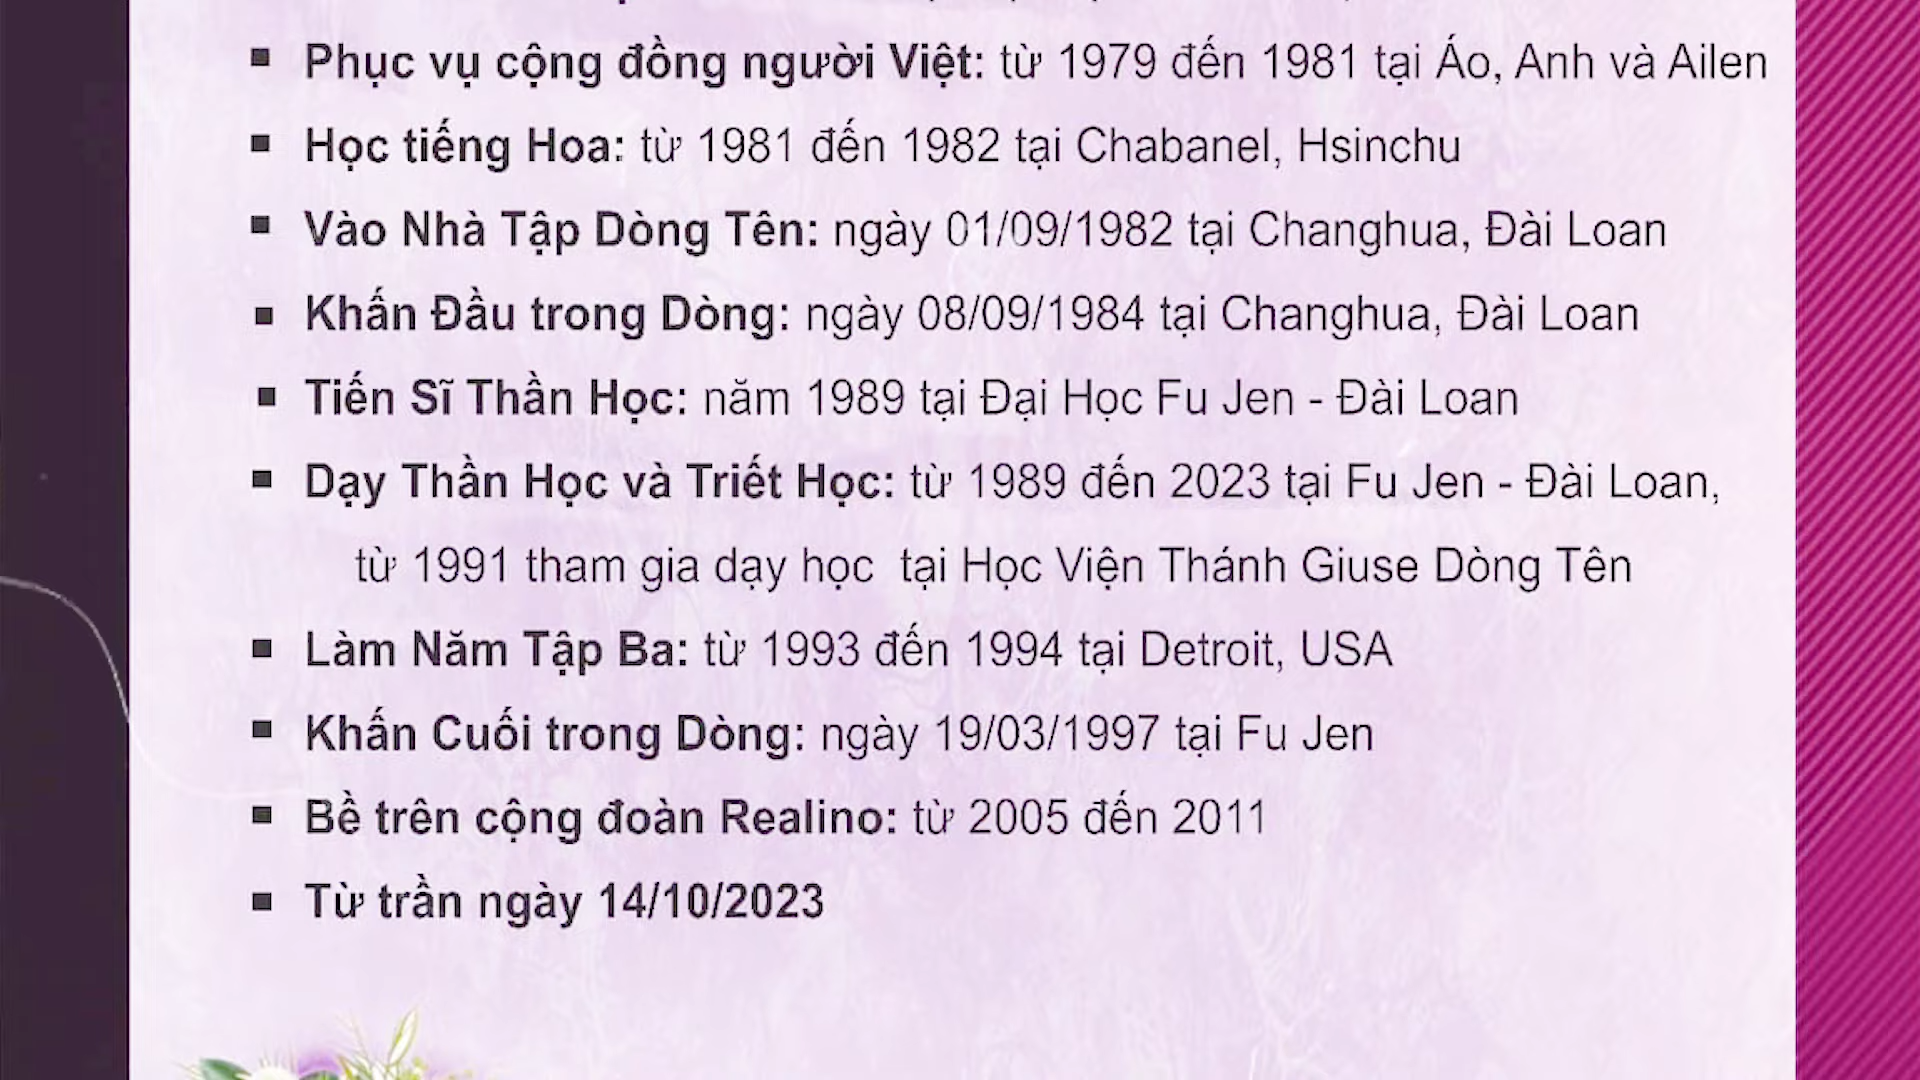 Phục vụ cộng đồng người Việt: từ 1979 đến 1981 tại Áo, Anh và Ailen
Học tiếng Hoa: từ 1981 đến 1982 tại Chabanel, Hsinchu
Vào Nhà Tập Dòng Tên: ngày 01/09/1982 tại Changhua, Đài Loan
Khấn Đầu trong Dòng: ngày 08/09/1984 tại Changhua, Đài Loan
Tiến Sĩ Thần Học: năm 1989 tại Đại Học Fu Jen - Đài Loan
Dạy Thần Học và Triết Học: từ 1989 đến 2023 tại Fu Jen - Đài Loan,
từ 1991 tham gia dạy học tại Học Viện Thánh Giuse Dòng Tên
Làm Năm Tập Ba: từ 1993 đến 1994 tại Detroit, USA
Khấn Cuối trong Dòng: ngày 19/03/1997 tại Fu Jen
Bề trên cộng đoàn Realino: từ 2005 đến 2011
Từ trần ngày 14/10/2023